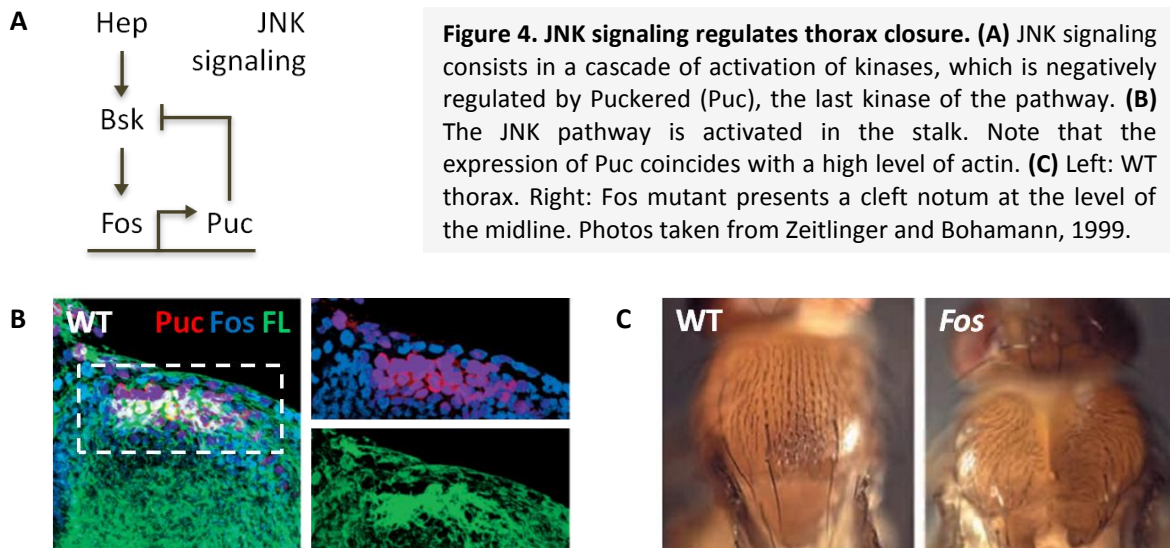 A
Hep
JNK
signaling
Bsk
Fos
Puc
Figure 4. JNK signaling regulates thorax closure. (A) JNK signaling
consists in a cascade of activation of kinases, which is negatively
regulated by Puckered (Puc), the last kinase of the pathway. (B)
The JNK pathway is activated in the stalk. Note that the
expression of Puc coincides with a high level of actin. (C) Left: WT
thorax. Right: Fos mutant presents a cleft notum at the level of
the midline. Photos taken from Zeitlinger and Bohamann, 1999.
B
WT
Puc Fos FL
C
WT
Fos